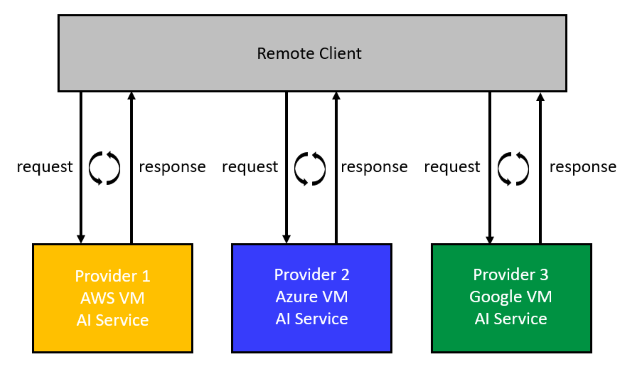 Remote Client
request
response
request
response
request
response
Provider 1
AWS VM
AI Service
Provider 2
Azure VM
AI Service
Provider 3
Google VM
AI Service